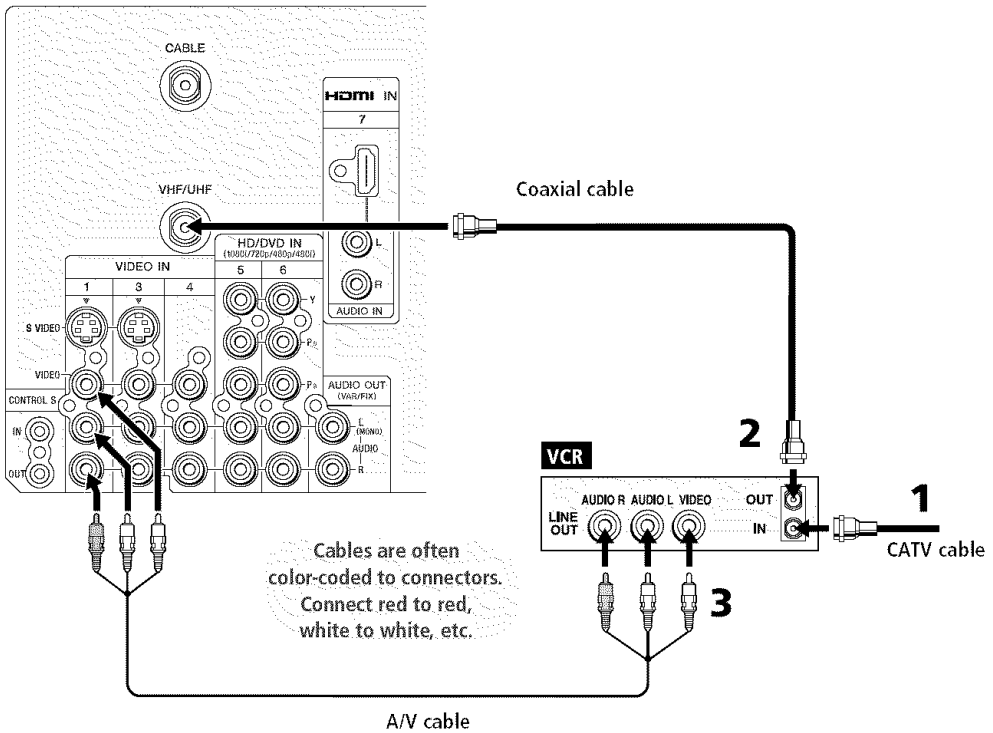 CABLE
HDMI IN
7
VHF/UHF
Coaxial cable
L
R
AUDIO IN
HD/DVD IN
(1080i/720p/480p/480i)
5 6
VIDEO IN
1 3 4
Y
S VIDEO
PB
VIDEO
PR
AUDIO OUT
(VAR/FIX)
CONTROL S
L
(MONO)
IN
AUDIO
OUT
R
2
VCR
1
AUDIO R AUDIO L VIDEO
OUT
LINE
OUT
IN
CATV cable
Cables are often
color-coded to connectors.
Connect red to red,
white to white, etc.
3
A/V cable